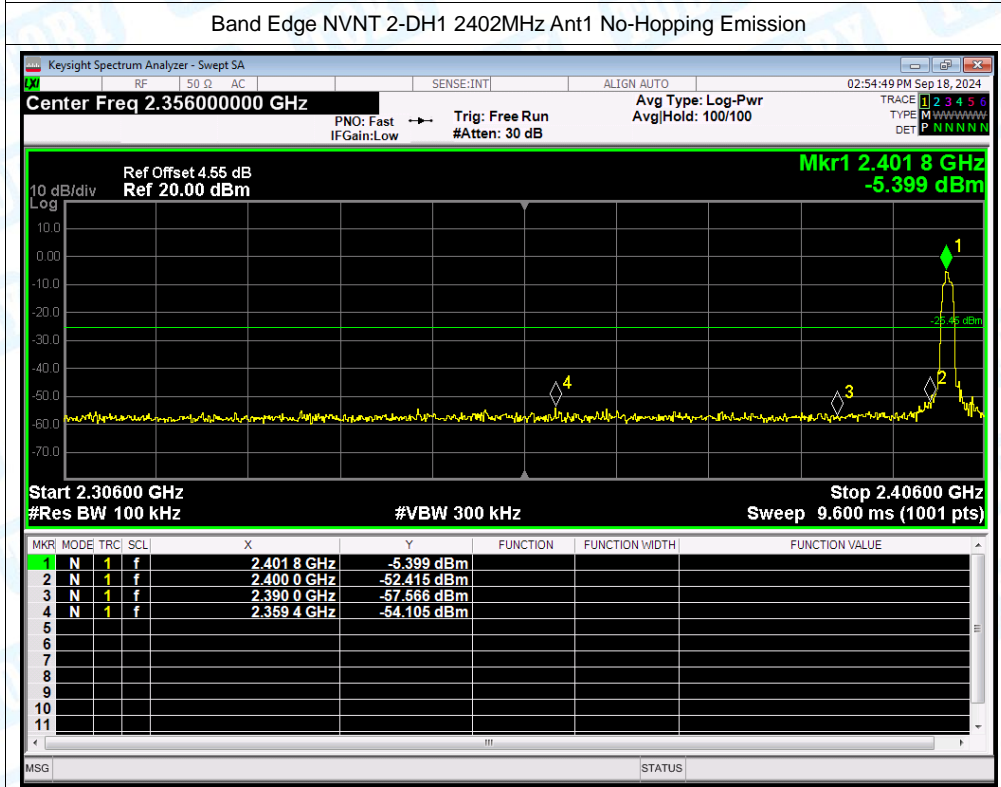 Band Edge NVNT 2-DH1 2402MHz Ant1 No-Hopping Emission
Keysight Spectrum Analyzer - Swept SA
LXI RF 50 Ω AC SENSE:INT ALIGN AUTO 02:54:49 PM Sep 18, 2024
Center Freq 2.356000000 GHz Avg Type: Log-Pwr TRACE 1 2 3 4 5 6
PNO: Fast Trig: Free Run Avg|Hold: 100/100 TYPE M W W W W W
IFGain:Low #Atten: 30 dB DET P N N N N N
Mkr1 2.401 8 GHz
Ref Offset 4.55 dB
10 dB/div Ref 20.00 dBm -5.399 dBm
Log
10.0
0.00
-10.0
-20.0
-30.0
-40.0
-50.0
-60.0
-70.0
1
-25.45 dBm
4
2
3
Start 2.30600 GHz Stop 2.40600 GHz
#Res BW 100 kHz #VBW 300 kHz Sweep 9.600 ms (1001 pts)
MKR MODE TRC SCL X Y FUNCTION FUNCTION WIDTH FUNCTION VALUE
1 N 1 f 2.401 8 GHz -5.399 dBm
2 N 1 f 2.400 0 GHz -52.415 dBm
3 N 1 f 2.390 0 GHz -57.566 dBm
4 N 1 f 2.359 4 GHz -54.105 dBm
5
6
7
8
9
10
11
MSG STATUS